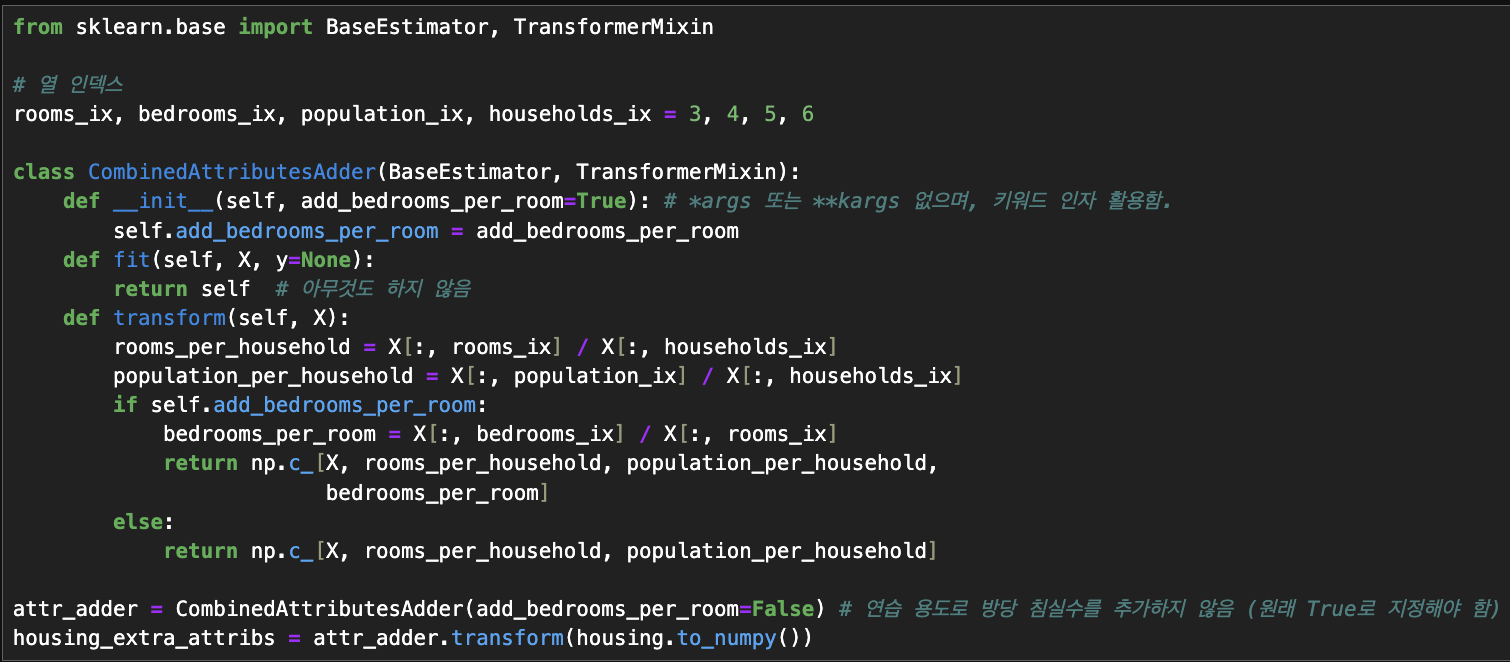 from sklearn.base import BaseEstimator, TransformerMixin

# 열 인덱스
rooms_ix, bedrooms_ix, population_ix, households_ix = 3, 4, 5, 6

class CombinedAttributesAdder(BaseEstimator, TransformerMixin):
    def __init__(self, add_bedrooms_per_room=True): # *args 또는 **kargs 없으며, 키워드 인자 활용함.
        self.add_bedrooms_per_room = add_bedrooms_per_room
    def fit(self, X, y=None):
        return self  # 아무것도 하지 않음
    def transform(self, X):
        rooms_per_household = X[:, rooms_ix] / X[:, households_ix]
        population_per_household = X[:, population_ix] / X[:, households_ix]
        if self.add_bedrooms_per_room:
            bedrooms_per_room = X[:, bedrooms_ix] / X[:, rooms_ix]
            return np.c_[X, rooms_per_household, population_per_household,
                         bedrooms_per_room]
        else:
            return np.c_[X, rooms_per_household, population_per_household]

attr_adder = CombinedAttributesAdder(add_bedrooms_per_room=False) # 연습 용도로 방당 침실수를 추가하지 않음 (원래 True로 지정해야 함)
housing_extra_attribs = attr_adder.transform(housing.to_numpy())